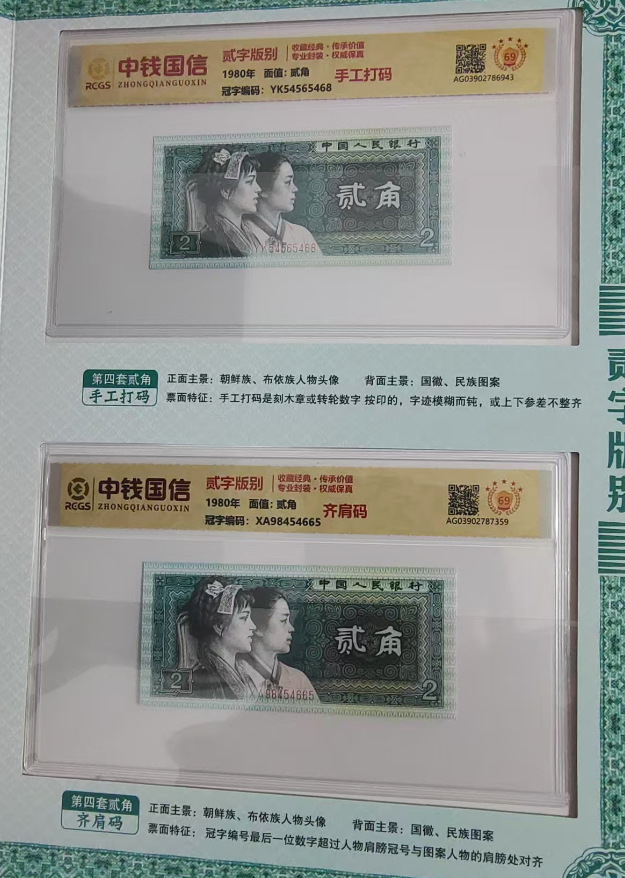 中钱国信
RCGS ZHONGQIANGUOXIN
贰字版别 收藏经典·传承价值
专业封装·权威保真
1980年 面值:贰角 手工打码
冠字编码:YK54565468
69
AG03902786943
中国人民银行
贰角
2
YK54565468
2
第四套贰角
手工打码
正面主景:朝鲜族、布依族人物头像 背面主景:国徽、民族图案
票面特征:手工打码是刻木章或转轮数字 按印的,字迹模糊而钝,或上下参差不整齐
贰字版别
中钱国信
RCGS ZHONGQIANGUOXIN
贰字版别 收藏经典·传承价值
专业封装·权威保真
1980年 面值:贰角 齐肩码
冠字编码:XA98454665
69
AG03902787359
中国人民银行
贰角
2
XA98454665
2
第四套贰角
齐肩码
正面主景:朝鲜族、布依族人物头像 背面主景:国徽、民族图案
票面特征:冠字编号最后一位数字超过人物肩膀冠号与图案人物的肩膀处对齐